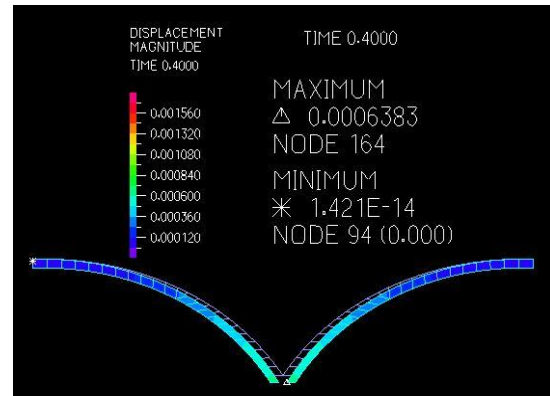 DISPLACEMENT
MAGNITUDE
TIME 0.4000
0.001560
0.001320
0.001080
0.000840
0.000600
0.000360
0.000120
TIME 0.4000
MAXIMUM
△ 0.0006383
NODE 164
MINIMUM
* 1.421E-14
NODE 94 (0.000)